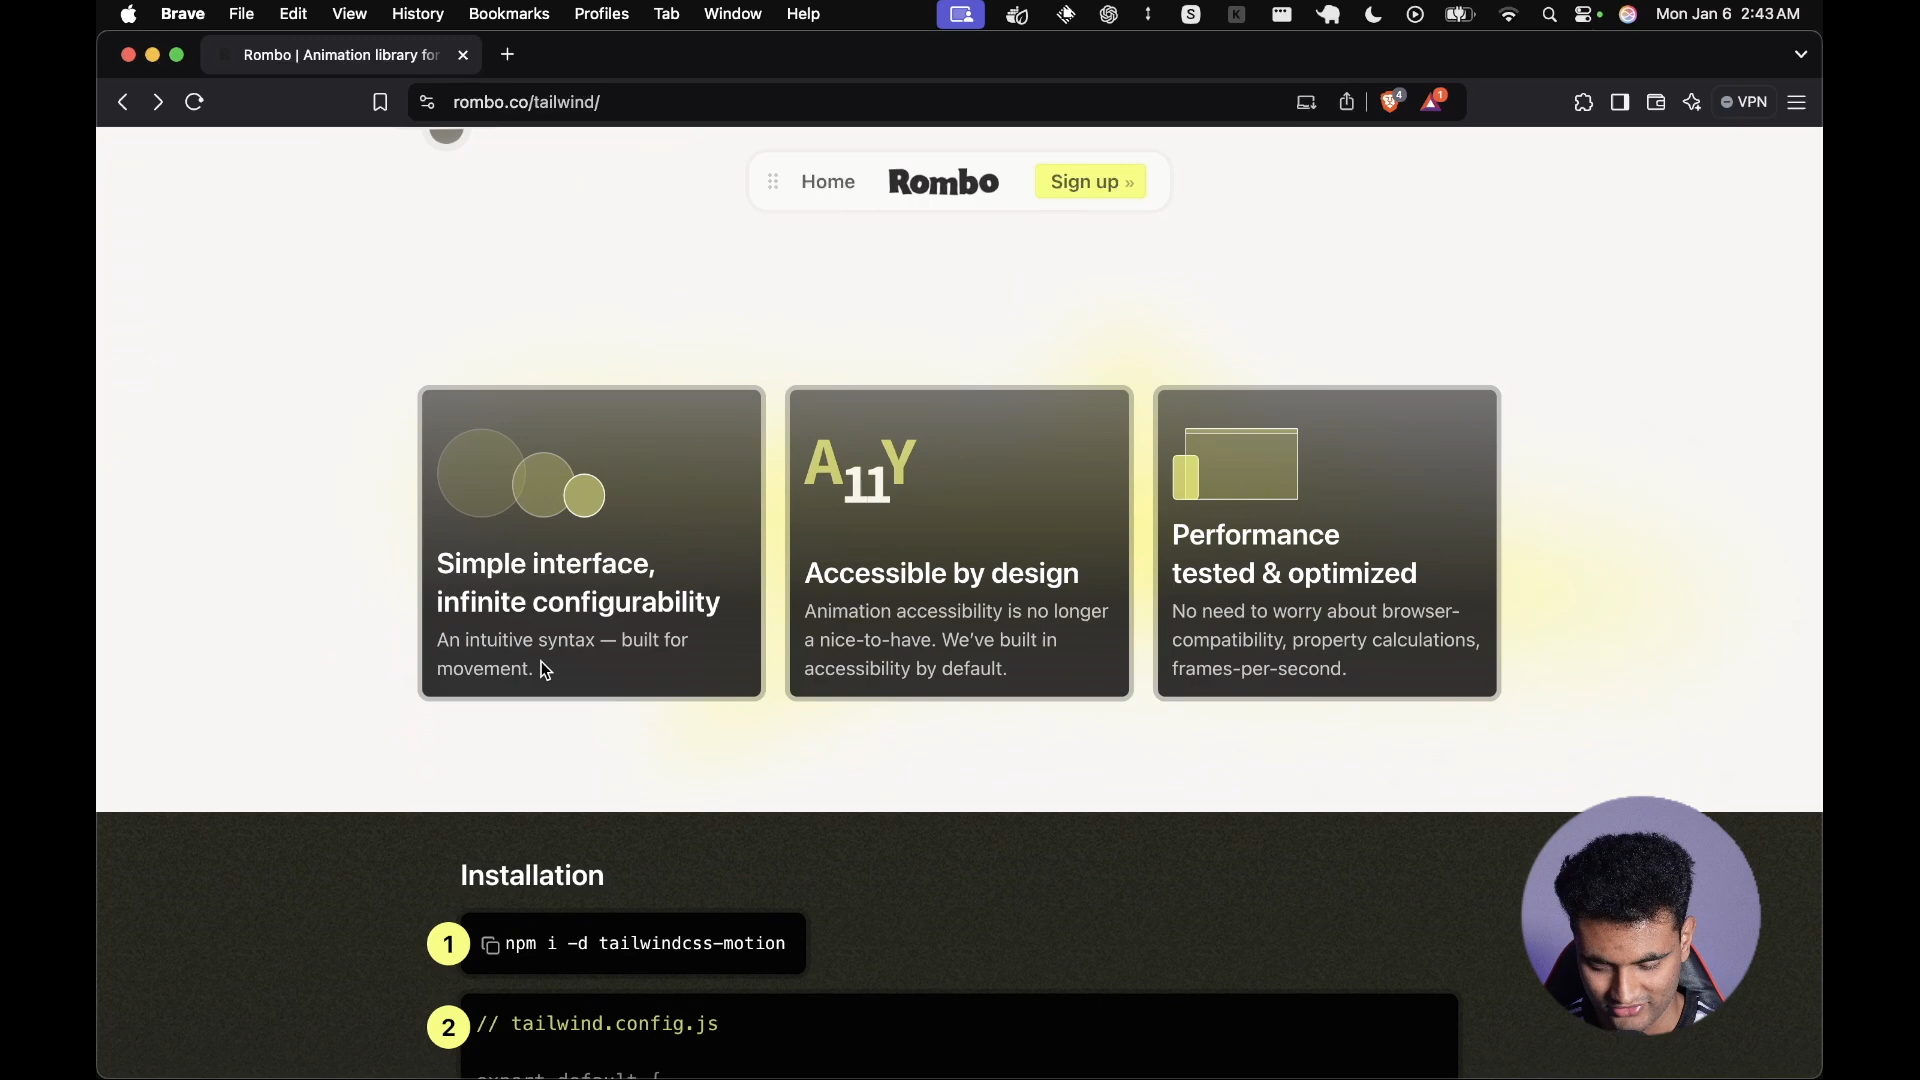 Brave File Edit View History Bookmarks Profiles Tab Window Help
S K
Mon Jan 6 2:43 AM
Rombo | Animation library for
rombo.co/tailwind/
4
1
VPN
Home
Rombo
Sign up »
A11Y
Simple interface,
infinite configurability
An intuitive syntax — built for
movement.
Accessible by design
Animation accessibility is no longer
a nice-to-have. We’ve built in
accessibility by default.
Performance
tested & optimized
No need to worry about browser-
compatibility, property calculations,
frames-per-second.
Installation
1
npm i -d tailwindcss-motion
2
// tailwind.config.js
export default {